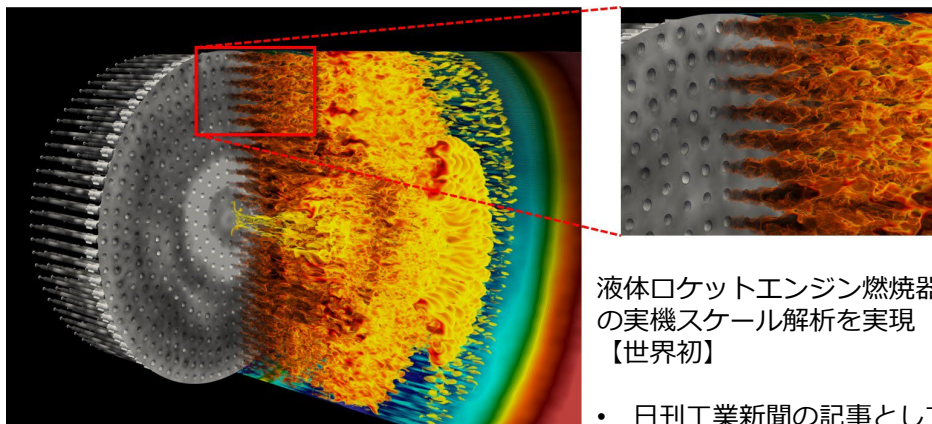 液体ロケットエンジン燃焼器
の実機スケール解析を実現
【世界初】
• 日刊工業新聞の記事として